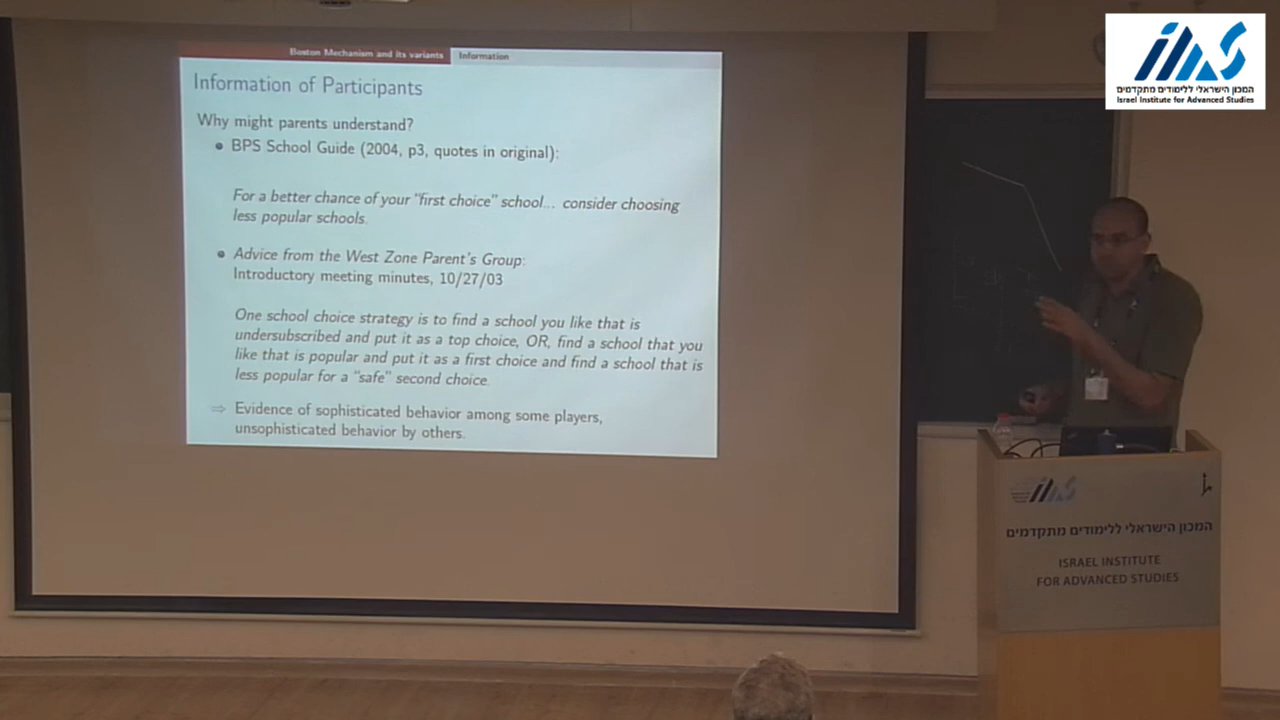 Boston Mechanism and its variants
Information
Information of Participants
Why might parents understand?
BPS School Guide (2004, p3, quotes in original):
For a better chance of your "first choice" school... consider choosing
less popular schools.
Advice from the West Zone Parent's Group:
Introductory meeting minutes, 10/27/03
One school choice strategy is to find a school you like that is
undersubscribed and put it as a top choice, OR, find a school that you
like that is popular and put it as a first choice and find a school that is
less popular for a "safe" second choice.
⇒ Evidence of sophisticated behavior among some players,
unsophisticated behavior by others.
ias
המכון הישראלי ללימודים מתקדמים
Israel Institute for Advanced Studies
המכון הישראלי ללימודים מתקדמים
ISRAEL INSTITUTE
FOR ADVANCED STUDIES